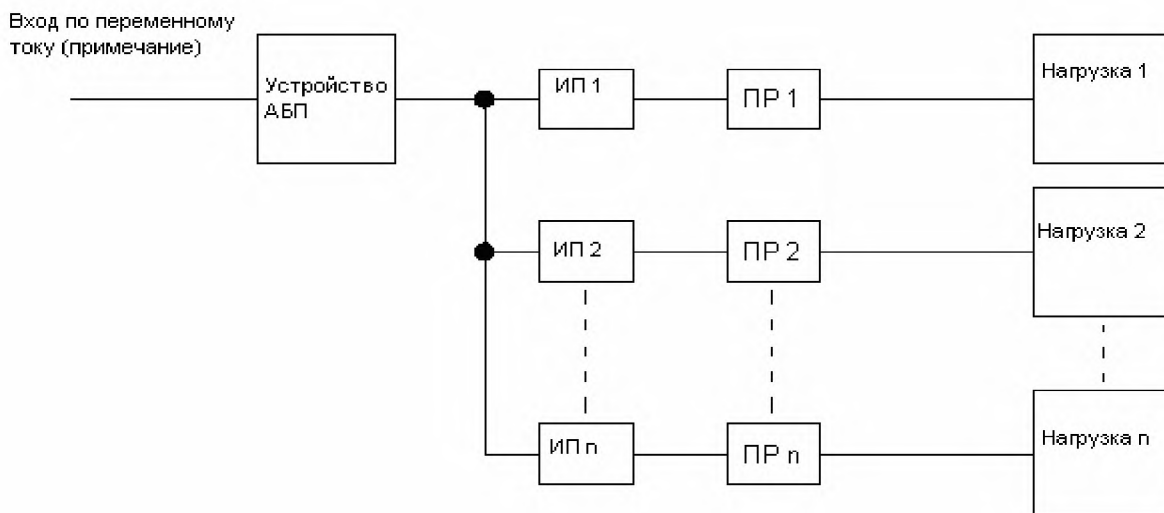 Вход по переменному
току (примечание)
Устройство
АБП
ИП 1
ПР 1
Нагрузка 1
ИП 2
ПР 2
Нагрузка 2
ИП n
ПР n
Нагрузка n